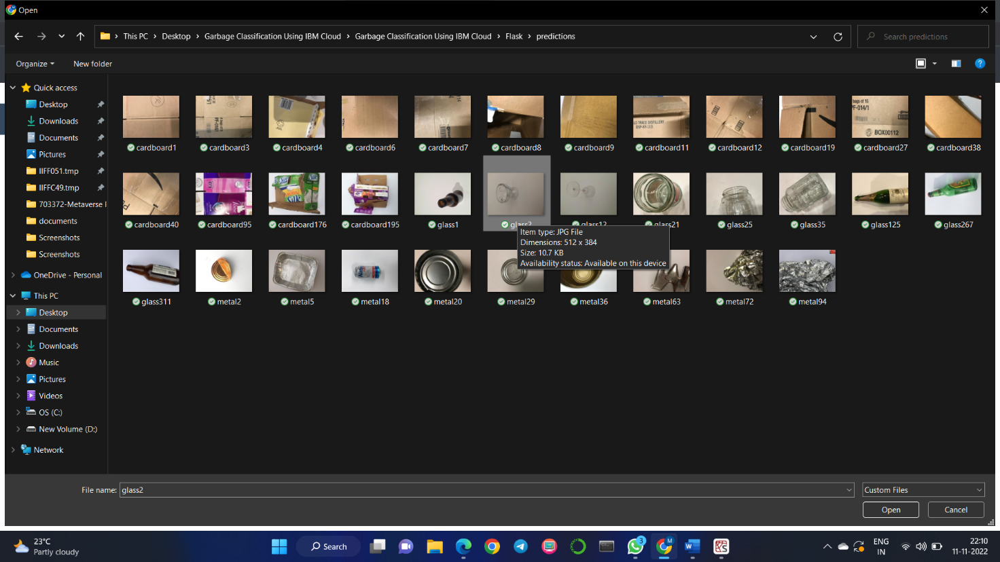 Open
This PC > Desktop > Garbage Classification Using IBM Cloud > Garbage Classification Using IBM Cloud > Flask > predictions
Search predictions
Organize
New folder
Quick access
Desktop
Downloads
Documents
Pictures
IIFF051.tmp
IIFFC49.tmp
703372-Metaverse
documents
Screenshots
Screenshots
OneDrive - Personal
This PC
Desktop
Documents
Downloads
Music
Pictures
Videos
OS (C:)
New Volume (D:)
Network
cardboard1
cardboard3
cardboard4
cardboard6
cardboard7
cardboard8
cardboard9
cardboard11
cardboard12
cardboard19
cardboard27
cardboard38
cardboard40
cardboard95
cardboard176
cardboard195
glass1
glass2
glass12
glass21
glass25
glass35
glass125
glass267
Item type: JPG File
Dimensions: 512 x 384
Size: 10.7 KB
Availability status: Available on this device
glass311
metal2
metal5
metal18
metal20
metal29
metal36
metal63
metal72
metal94
BOX00112
File name: glass2
Custom Files
Open
Cancel
23°C
Partly cloudy
Search
3
M
ENG
IN
22:10
11-11-2022